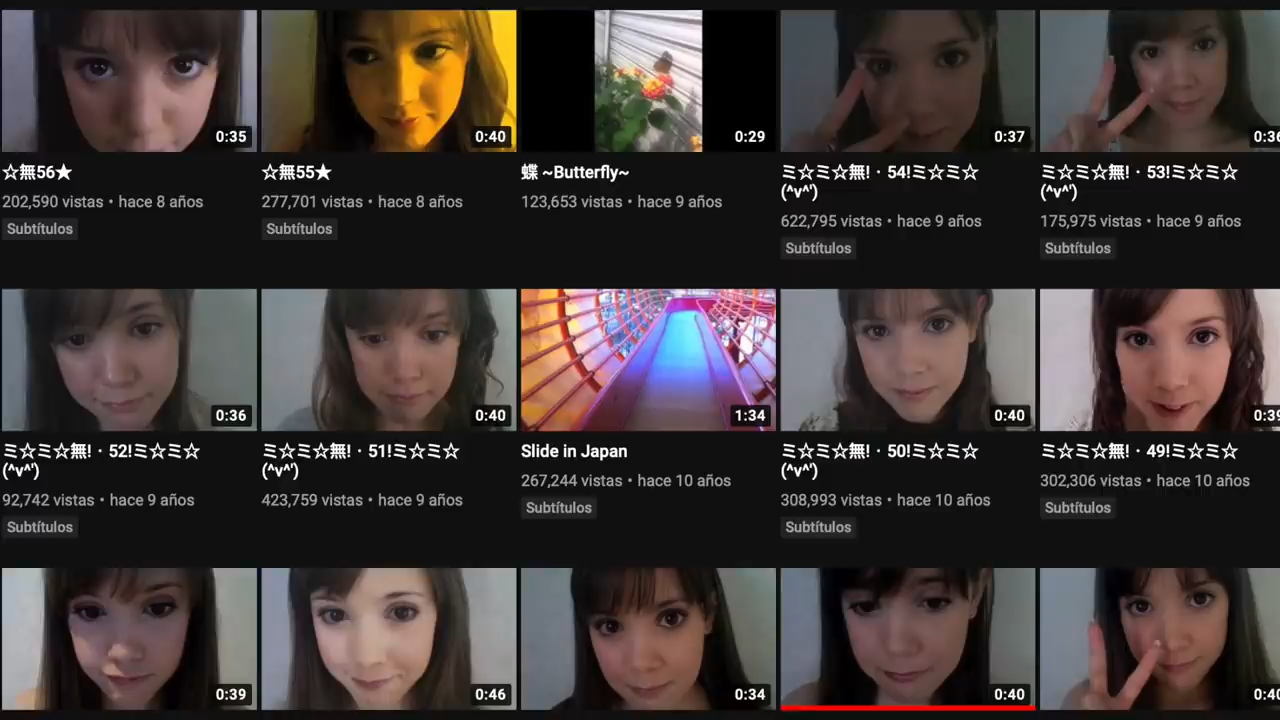 0:35
0:40
0:29
0:37
0:36
☆無56★
☆無55★
蝶 ~Butterfly~
ミ☆ミ☆無!・54!ミ☆ミ☆
(^v^')
ミ☆ミ☆無!・53!ミ☆ミ☆
(^v^')
202,590 vistas • hace 8 años
277,701 vistas • hace 8 años
123,653 vistas • hace 9 años
622,795 vistas • hace 9 años
175,975 vistas • hace 9 años
Subtítulos
Subtítulos
Subtítulos
Subtítulos
0:36
0:40
1:34
0:40
0:39
ミ☆ミ☆無!・52!ミ☆ミ☆
(^v^')
ミ☆ミ☆無!・51!ミ☆ミ☆
(^v^')
Slide in Japan
ミ☆ミ☆無!・50!ミ☆ミ☆
(^v^')
ミ☆ミ☆無!・49!ミ☆ミ☆
92,742 vistas • hace 9 años
423,759 vistas • hace 9 años
267,244 vistas • hace 10 años
308,993 vistas • hace 10 años
302,306 vistas • hace 10 años
Subtítulos
Subtítulos
Subtítulos
Subtítulos
0:39
0:46
0:34
0:40
0:40